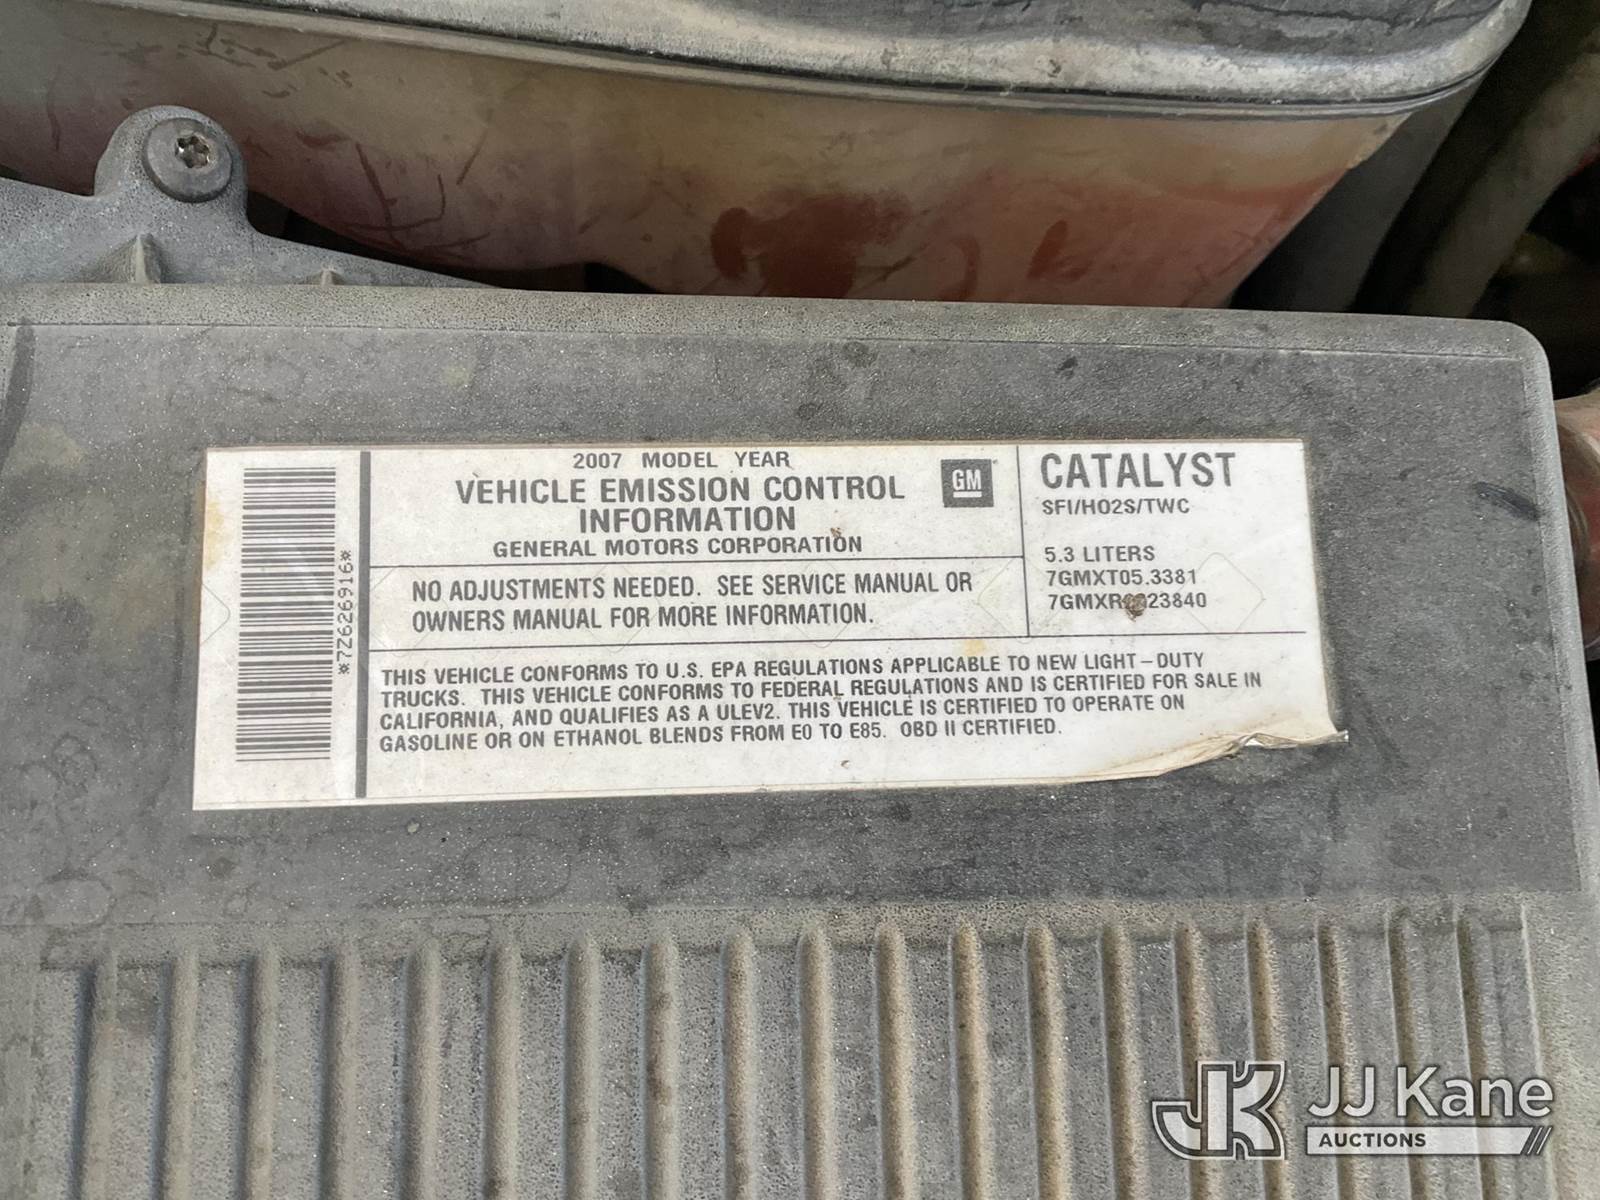 2007 MODEL YEAR
VEHICLE EMISSION CONTROL
INFORMATION
GENERAL MOTORS CORPORATION
GM
CATALYST
SFI/HO2S/TWC
5.3 LITERS
7GMXT05.3381
NO ADJUSTMENTS NEEDED. SEE SERVICE MANUAL OR
OWNERS MANUAL FOR MORE INFORMATION.
THIS VEHICLE CONFORMS TO U.S. EPA REGULATIONS APPLICABLE TO NEW LIGHT-DUTY
TRUCKS. THIS VEHICLE CONFORMS TO FEDERAL REGULATIONS AND IS CERTIFIED FOR SALE IN
CALIFORNIA, AND QUALIFIES AS A ULEV2. THIS VEHICLE IS CERTIFIED TO OPERATE ON
GASOLINE OR ON ETHANOL BLENDS FROM E0 TO E85. OBD II CERTIFIED.
*7Z626916*
JK JJ Kane
AUCTIONS